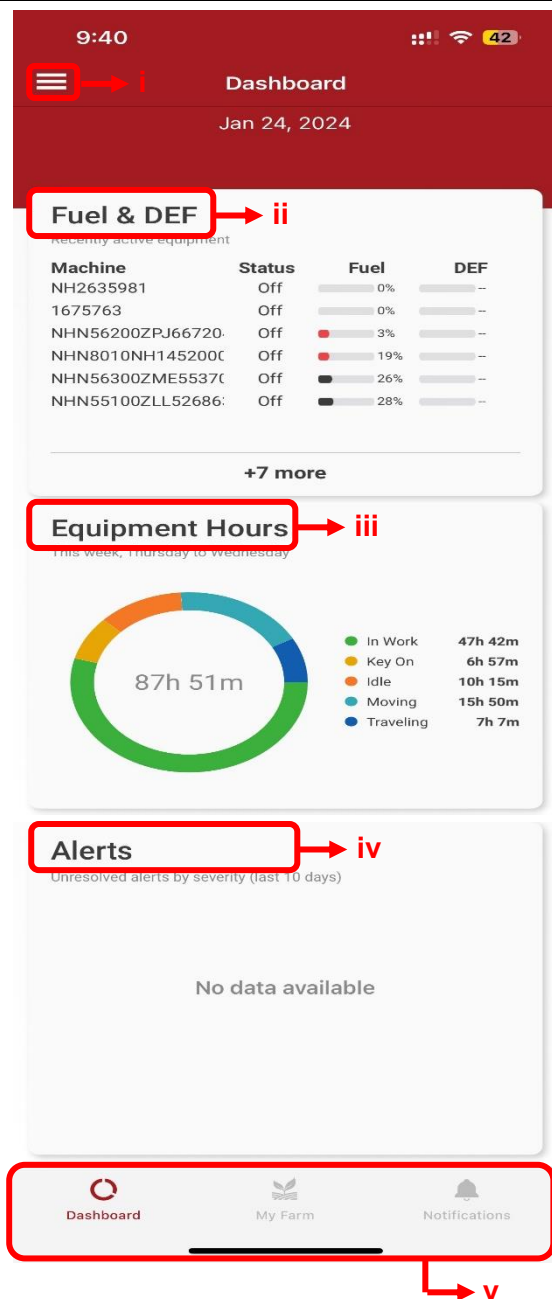 9:40 42
i
Dashboard
Jan 24, 2024
Fuel & DEF ii
Recently active equipment
Machine Status Fuel DEF
NH2635981 Off 0% --
1675763 Off 0% --
NHN56200ZPJ66720 Off 3% --
NHN8010NH1452000 Off 19% --
NHN56300ZME5537( Off 26% --
NHN55100ZLL52686 Off 28% --
+7 more
Equipment Hours iii
This week, Thursday to Wednesday
In Work 47h 42m
Key On 6h 57m
87h 51m
Idle 10h 15m
Moving 15h 50m
Traveling 7h 7m
Alerts iv
Unresolved alerts by severity (last 10 days)
No data available
Dashboard My Farm Notifications
v